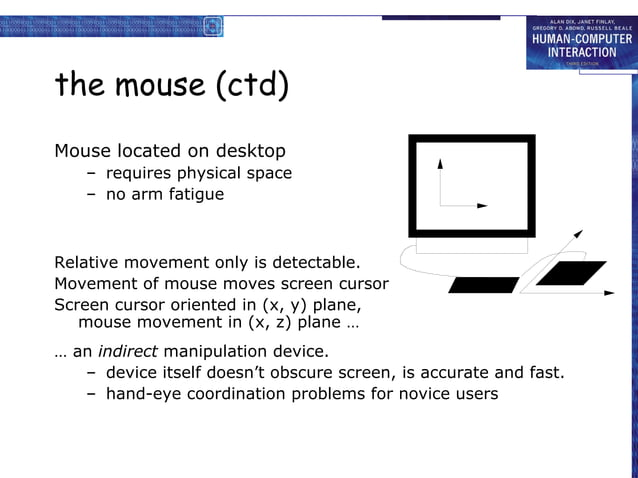 ALAN DIX, JANET FINLAY,
GREGORY D. ABOWD, RUSSELL BEALE
HUMAN-COMPUTER
INTERACTION
THIRD EDITION
the mouse (ctd)
Mouse located on desktop
– requires physical space
– no arm fatigue
Relative movement only is detectable.
Movement of mouse moves screen cursor
Screen cursor oriented in (x, y) plane,
mouse movement in (x, z) plane …
… an indirect manipulation device.
– device itself doesn’t obscure screen, is accurate and fast.
– hand-eye coordination problems for novice users